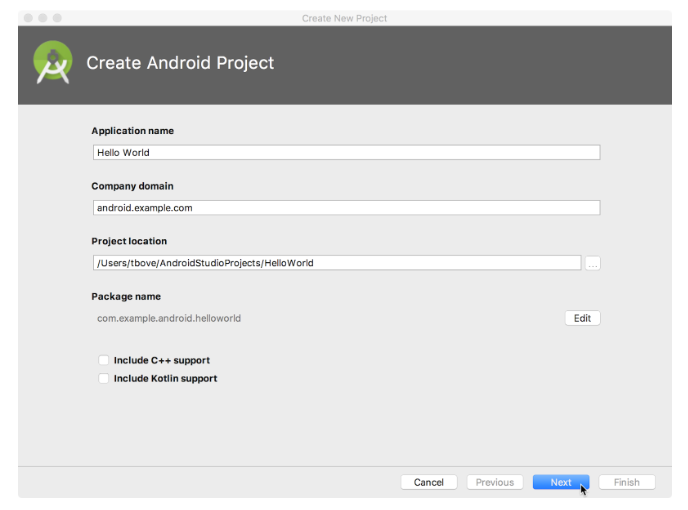 Create New Project
Create Android Project
Application name
Hello World
Company domain
android.example.com
Project location
/Users/tbove/AndroidStudioProjects/HelloWorld
...
Package name
com.example.android.helloworld
Edit
Include C++ support
Include Kotlin support
Cancel Previous Next Finish